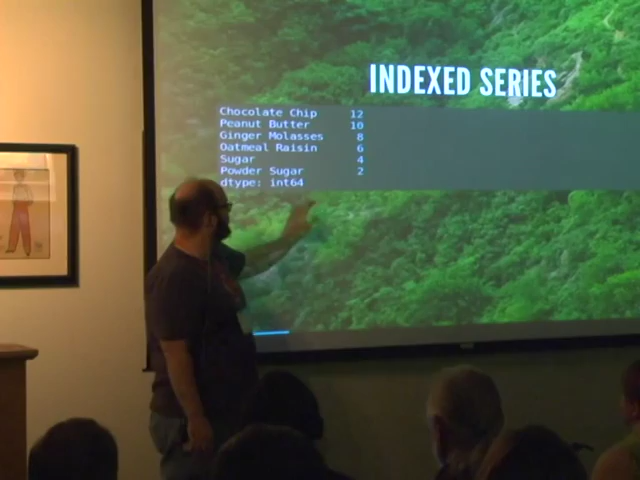 INDEXED SERIES
Chocolate Chip 12
Peanut Butter 10
Ginger Molasses 8
Oatmeal Raisin 6
Sugar 4
Powder Sugar 2
dtype: int64